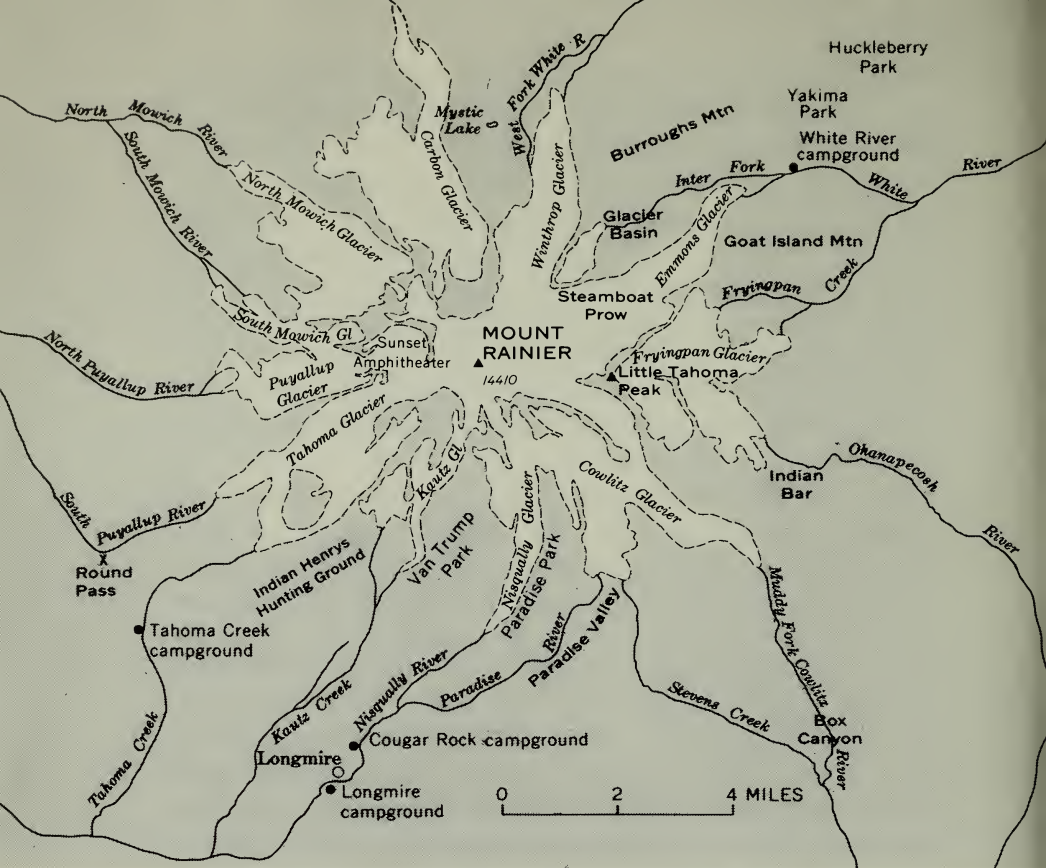 Huckleberry
Park
Yakima
Park
White River
campground
North Mowich River
South Mowich River
North Mowich Glacier
Carbon Glacier
Mystic
Lake
West Fork White R
Winthrop Glacier
Burroughs Mtn
Inter Fork
White River
Glacier
Basin
Emmons Glacier
Goat Island Mtn
Fryingpan Creek
Steamboat
Prow
South Mowich Gl
Sunset
Amphitheater
MOUNT
RAINIER
14410
Fryingpan Glacier
Little Tahoma
Peak
North Puyallup River
Puyallup
Glacier
Tahoma Glacier
Kautz Gl
Nisqually Glacier
Cowlitz Glacier
Indian
Bar
Ohanapecosh River
South Puyallup River
X
Round
Pass
Indian Henrys
Hunting Ground
Van Trump
Park
Paradise Park
Paradise Valley
Tahoma Creek
campground
Tahoma Creek
Kautz Creek
Nisqually River
Paradise River
Stevens Creek
Muddy Fork Cowlitz River
Box
Canyon
Cougar Rock campground
Longmire
Longmire
campground
0 2 4 MILES